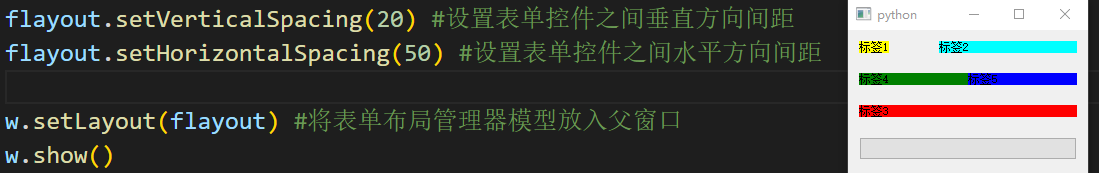 flayout.setVerticalSpacing(20) #设置表单控件之间垂直方向间距
flayout.setHorizontalSpacing(50) #设置表单控件之间水平方向间距
w.setLayout(flayout) #将表单布局管理器模型放入父窗口
w.show()
python
标签1 标签2
标签4 标签5
标签3